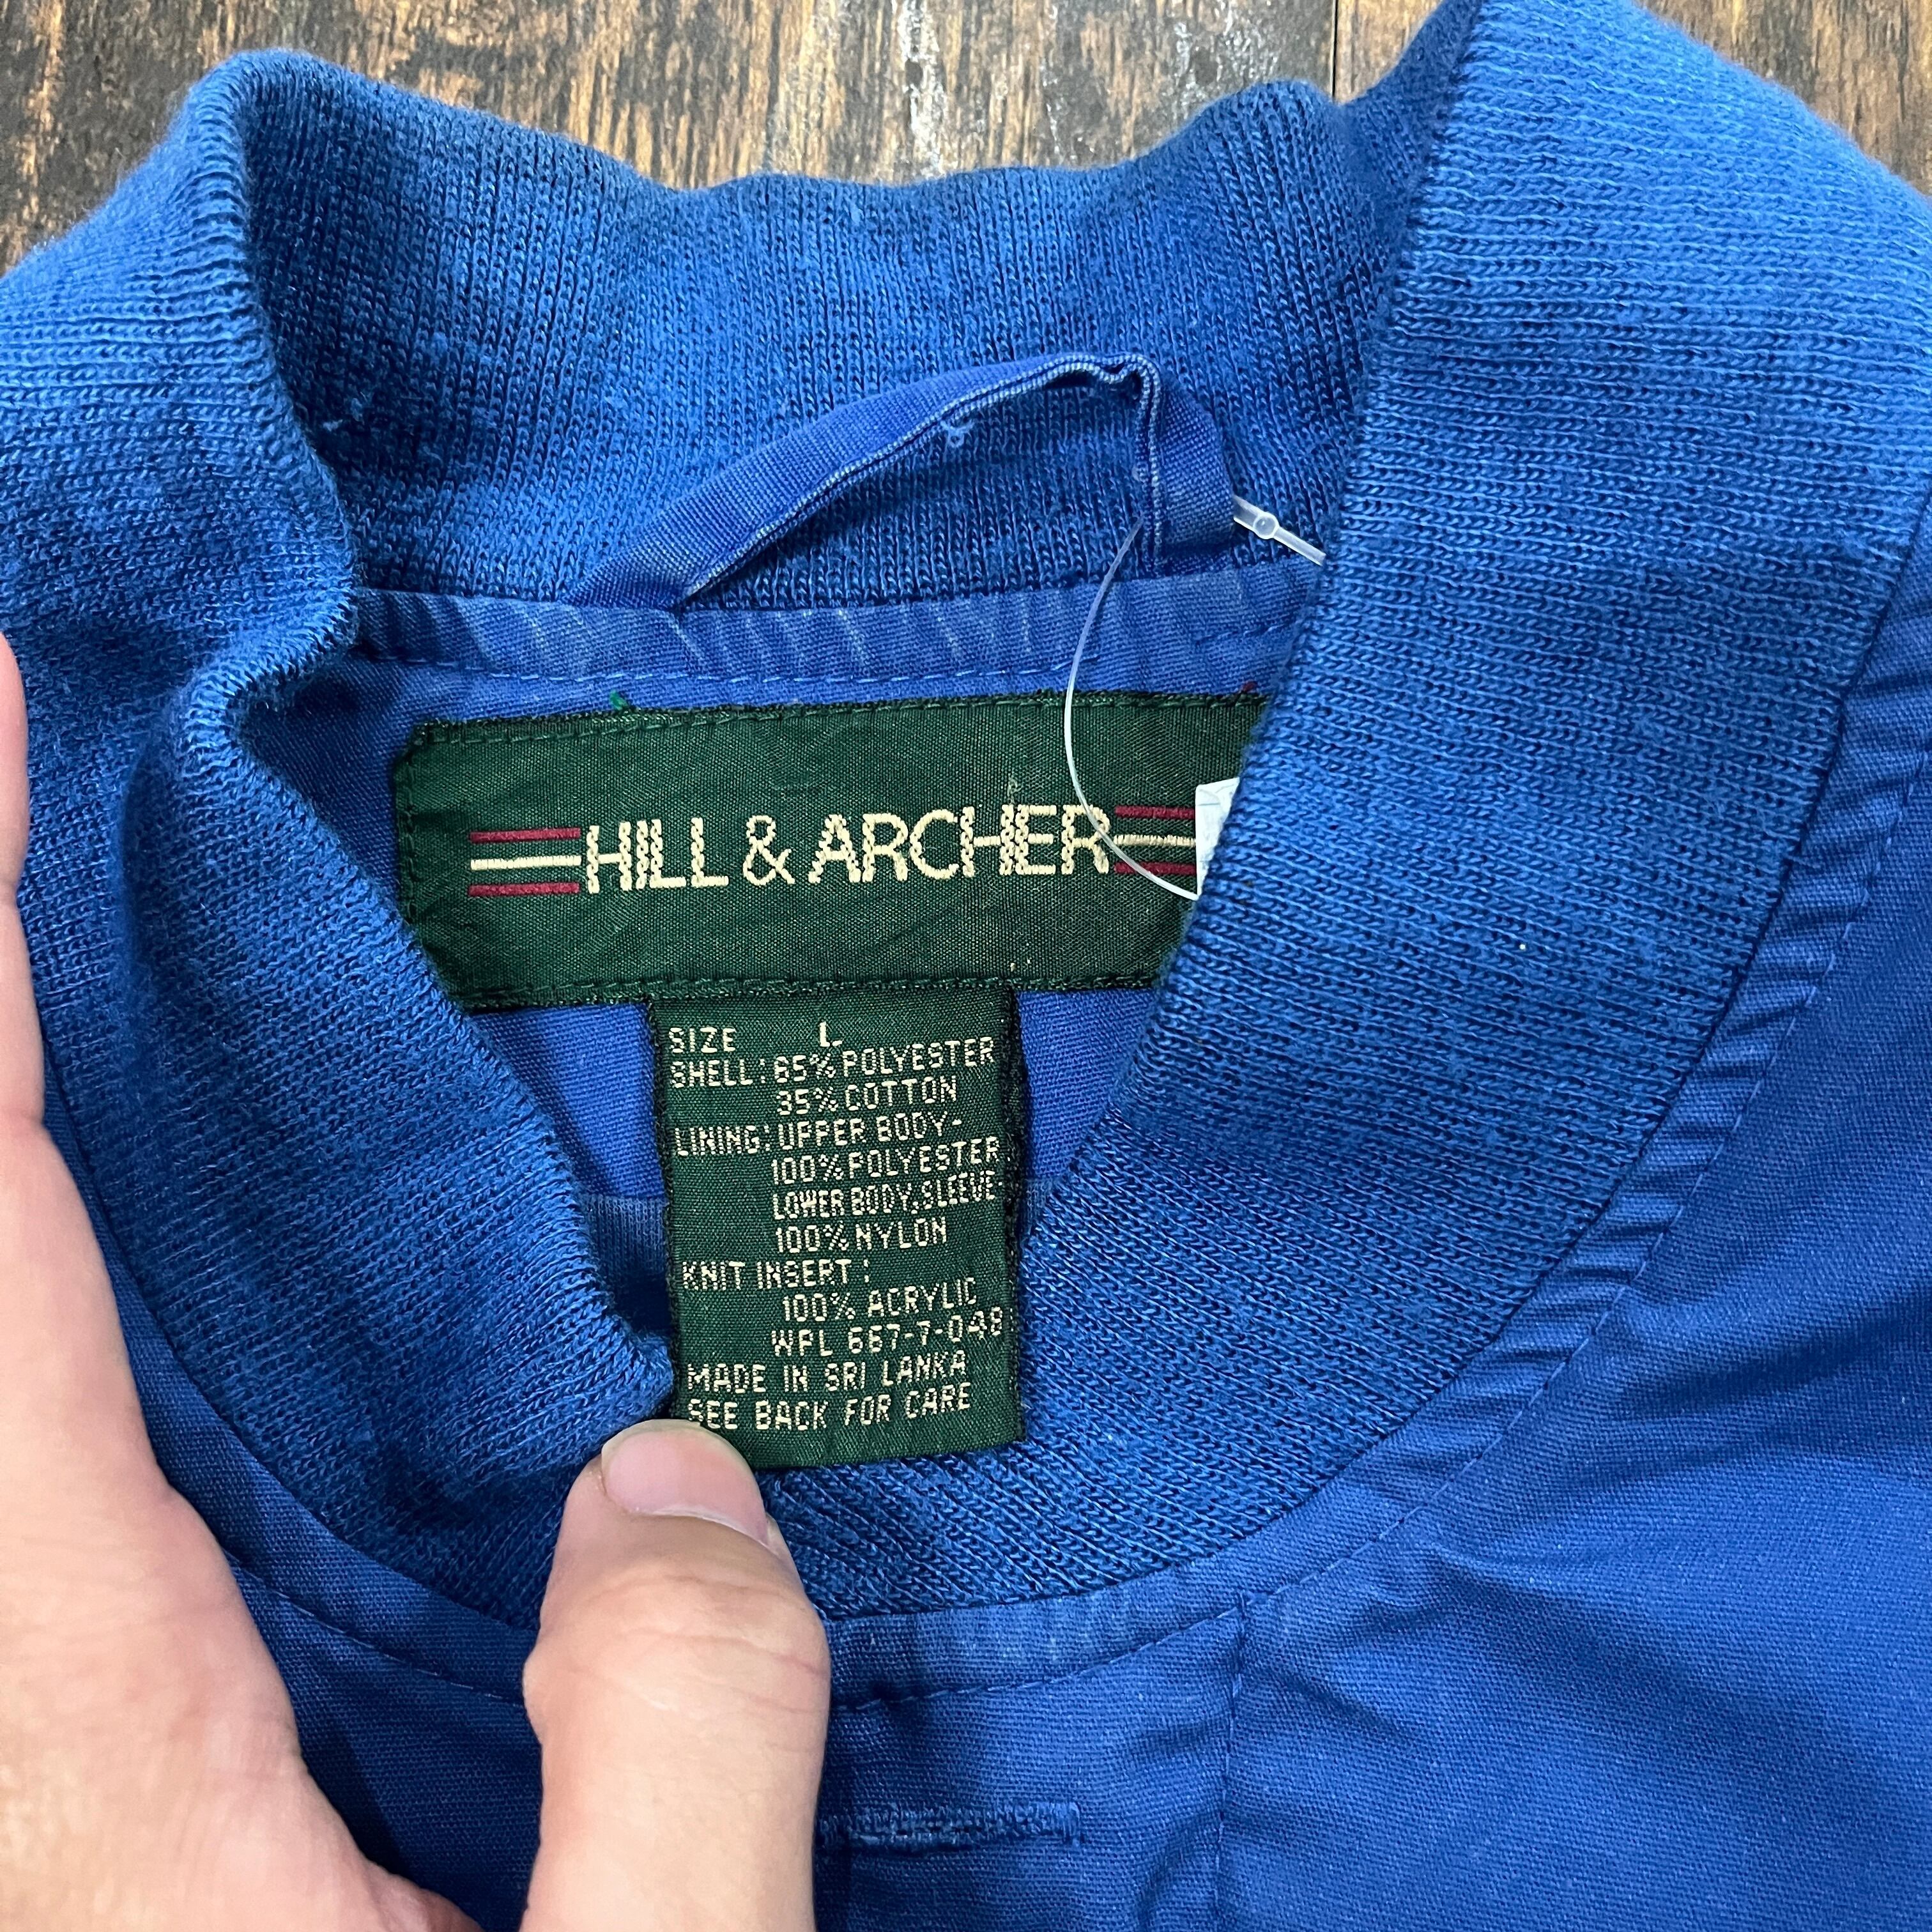 HILL & ARCHER
SIZE L
SHELL: 65% POLYESTER
35% COTTON
LINING: UPPER BODY-
100% POLYESTER
LOWER BODY, SLEEVE
100% NYLON
KNIT INSERT:
100% ACRYLIC
WPL 667-7-048
MADE IN SRI LANKA
SEE BACK FOR CARE